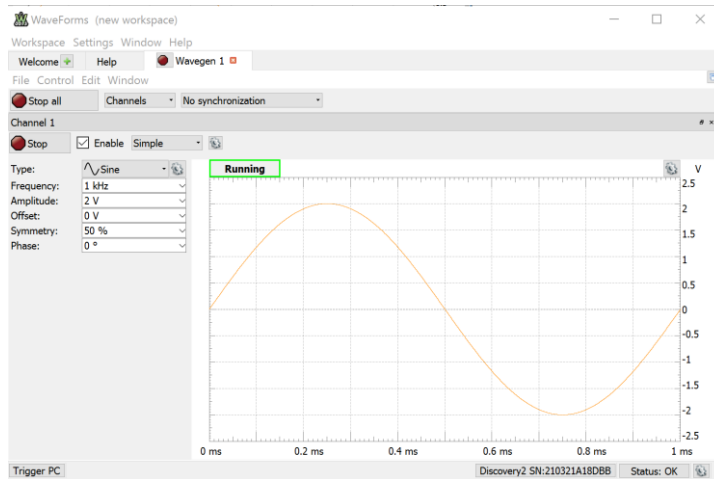 WaveForms (new workspace)
Workspace Settings Window Help
Welcome Help Wavegen 1
File Control Edit Window
Stop all Channels No synchronization
Channel 1
Stop Enable Simple
Type: Sine Running V
Frequency: 1 kHz
Amplitude: 2 V
Offset: 0 V
Symmetry: 50 %
Phase: 0 °
2.5
2
1.5
1
0.5
0
-0.5
-1
-1.5
-2
-2.5
0 ms 0.2 ms 0.4 ms 0.6 ms 0.8 ms 1 ms
Trigger PC Discovery2 SN:210321A18DBB Status: OK